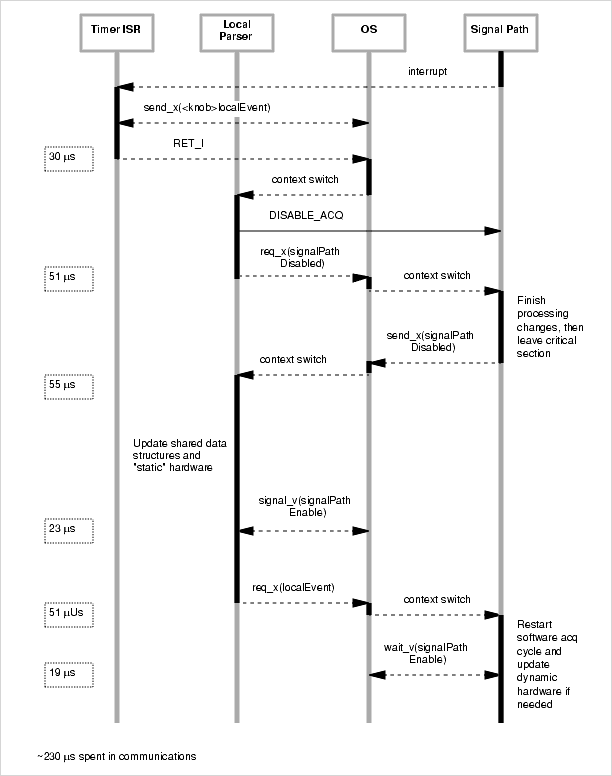 Timer ISR
Local
Parser
OS
Signal Path
interrupt
send_x(<knob>localEvent)
RET_I
30 µs
context switch
DISABLE_ACQ
req_x(signalPath
Disabled)
51 µs
context switch
Finish
processing
changes, then
leave critical
section
send_x(signalPath
Disabled)
context switch
55 µs
Update shared data
structures and
"static" hardware
signal_v(signalPath
Enable)
23 µs
req_x(localEvent)
context switch
51 µUs
Restart
software acq
cycle and
update
dynamic
hardware if
needed
wait_v(signalPath
Enable)
19 µs
~230 µs spent in communications